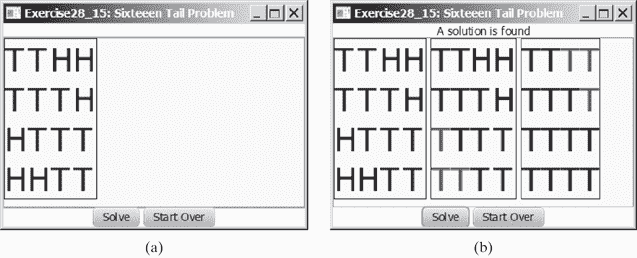 Exercise28_15: Sixteeen Tail Problem
TTHH
TTTH
HTTT
HHTT
Solve Start Over
(a)
Exercise28_15: Sixteeen Tail Problem
A solution is found
TTHH TTHH TTTT
TTTH TTTH TTTT
HTTT TTTT TTTT
HHTT TTTT TTTT
Solve Start Over
(b)